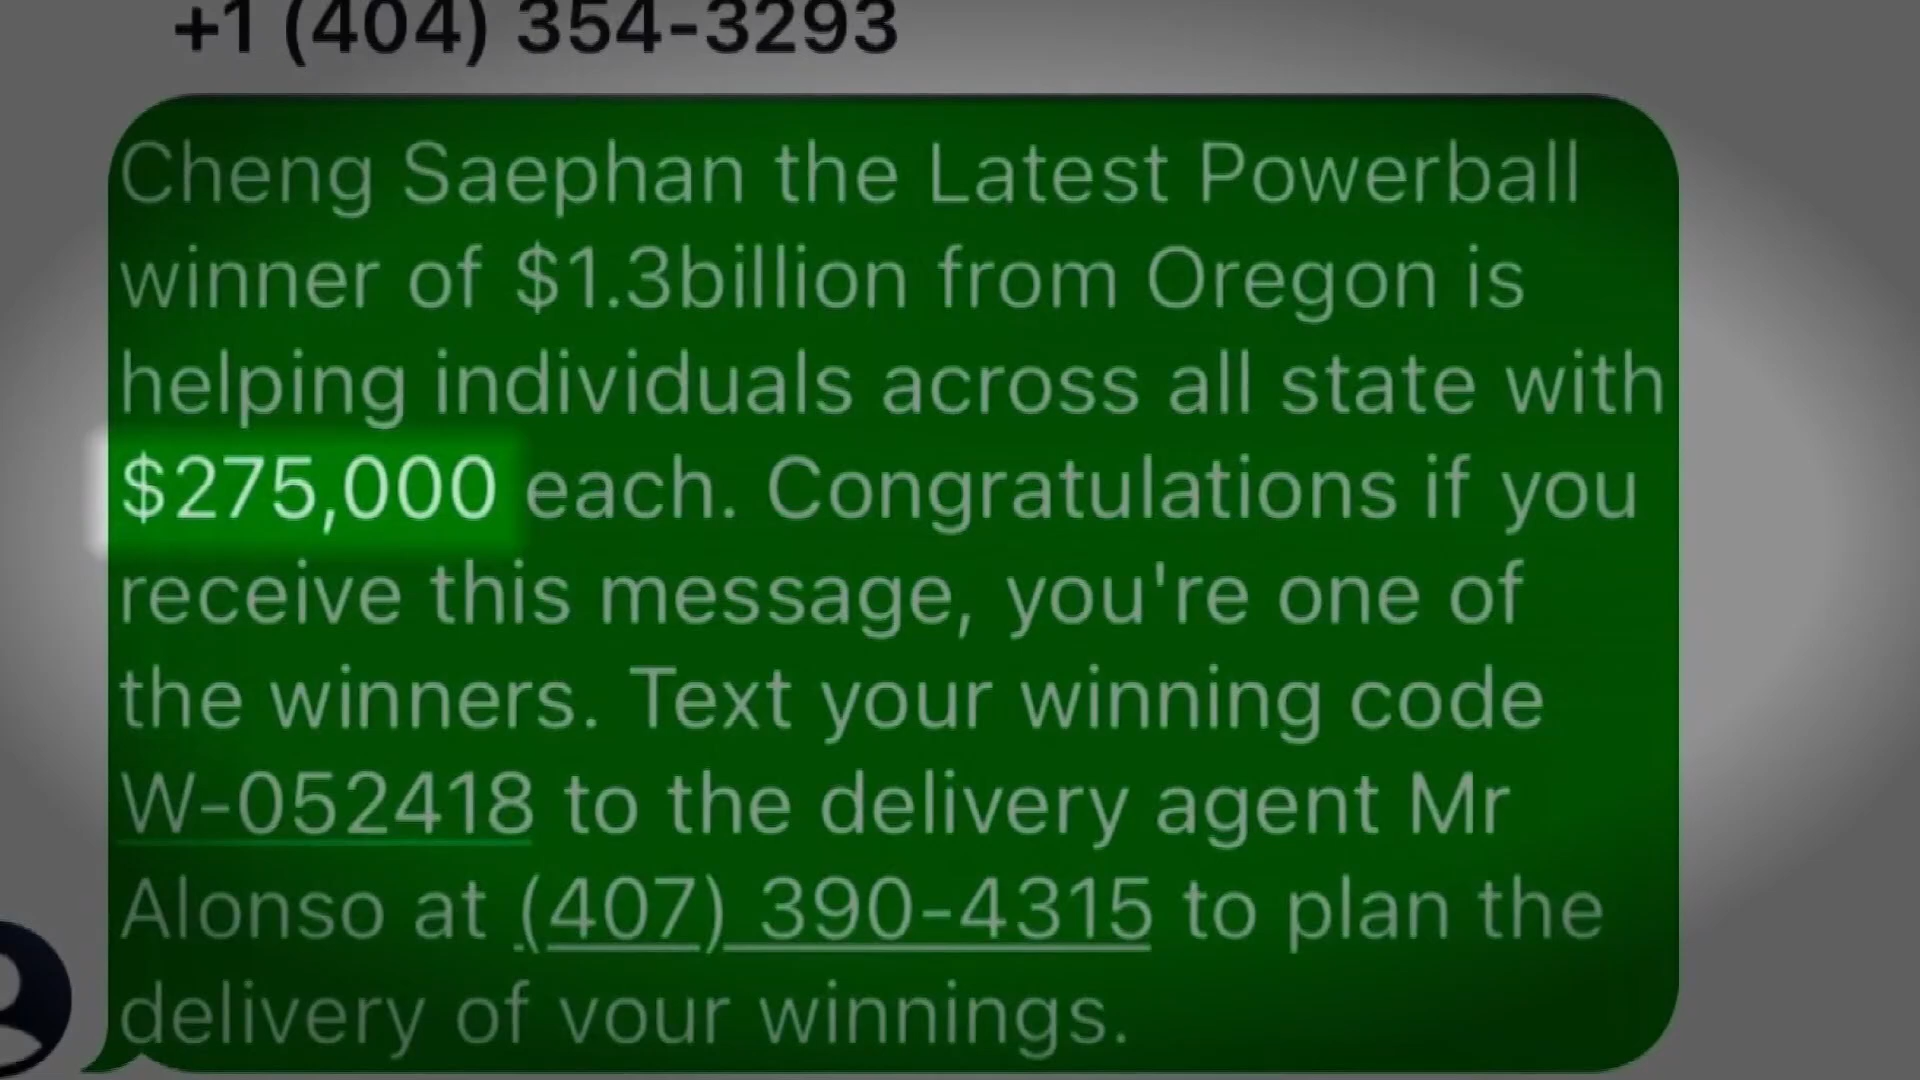 +1 (404) 354-3293
Cheng Saephan the Latest Powerball
winner of $1.3billion from Oregon is
helping individuals across all state with
$275,000 each. Congratulations if you
receive this message, you're one of
the winners. Text your winning code
W-052418 to the delivery agent Mr
Alonso at (407) 390-4315 to plan the
delivery of your winnings.